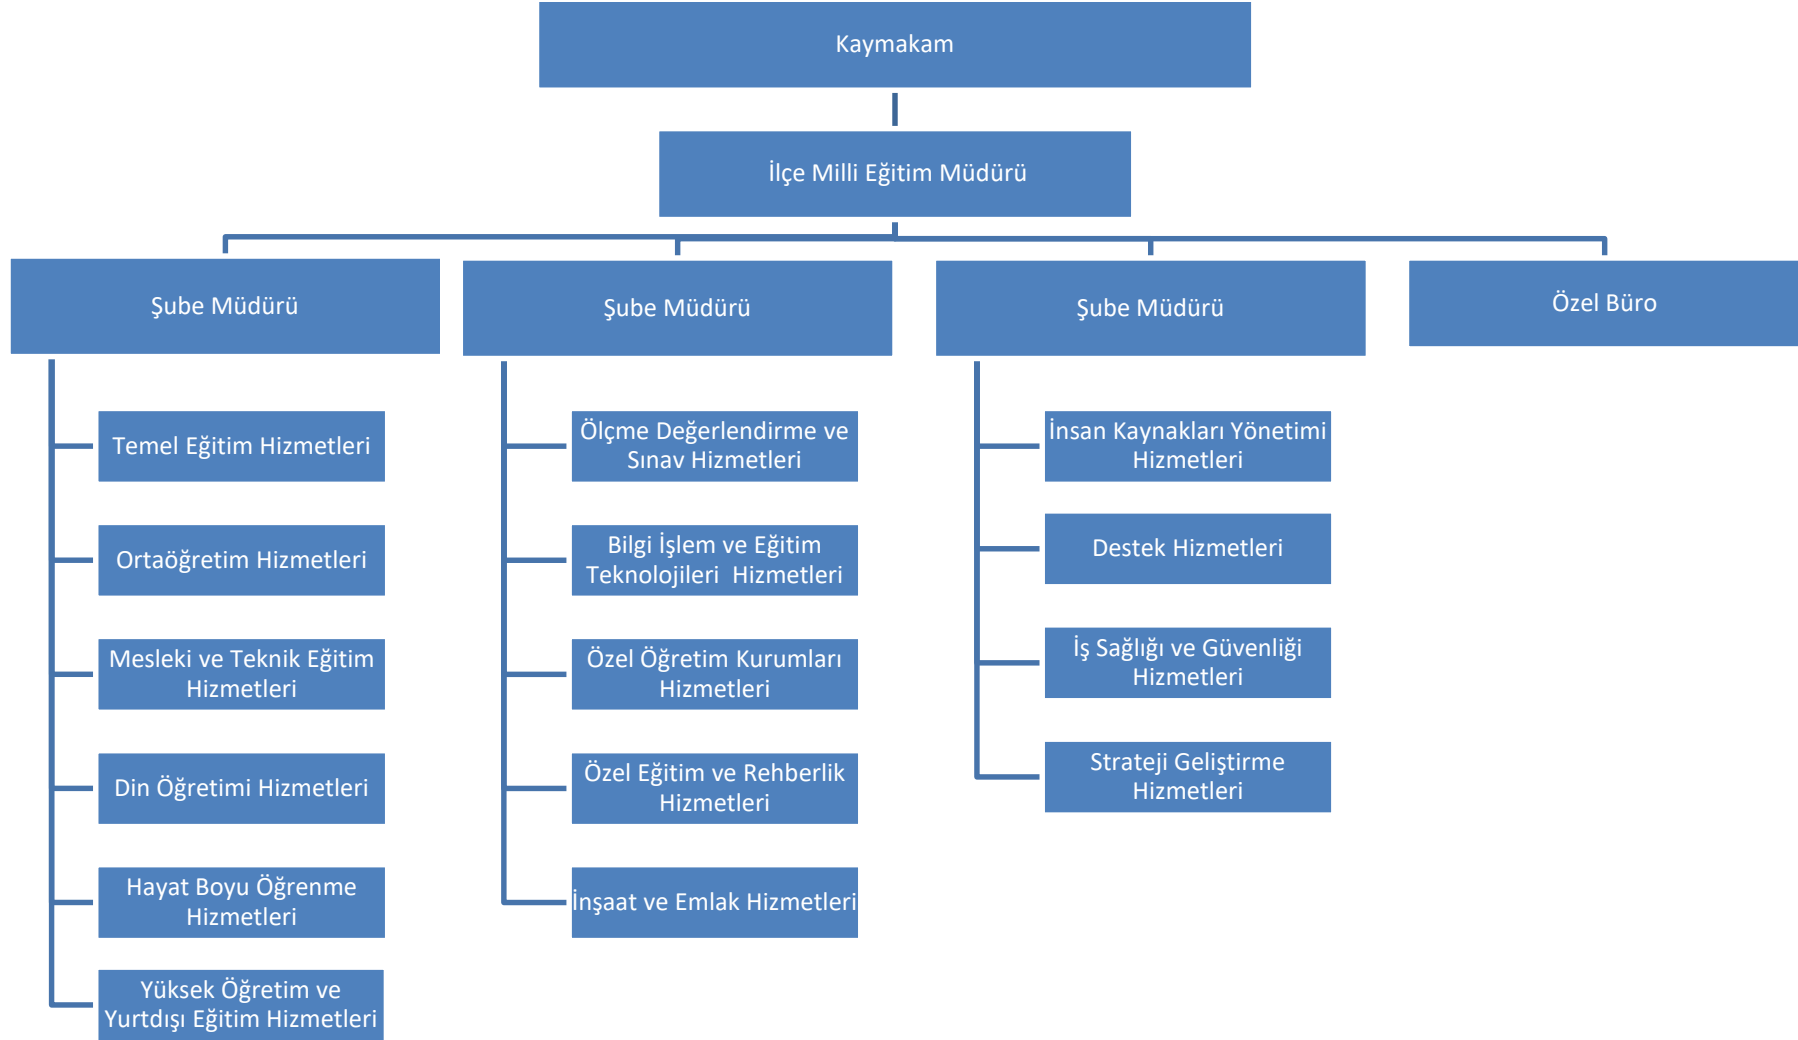 Kaymakam
İlçe Milli Eğitim Müdürü
Şube Müdürü
Şube Müdürü
Şube Müdürü
Özel Büro
Temel Eğitim Hizmetleri
Ortaöğretim Hizmetleri
Mesleki ve Teknik Eğitim
Hizmetleri
Din Öğretimi Hizmetleri
Hayat Boyu Öğrenme
Hizmetleri
Yüksek Öğretim ve
Yurtdışı Eğitim Hizmetleri
Ölçme Değerlendirme ve
Sınav Hizmetleri
Bilgi İşlem ve Eğitim
Teknolojileri  Hizmetleri
Özel Öğretim Kurumları
Hizmetleri
Özel Eğitim ve Rehberlik
Hizmetleri
İnşaat ve Emlak Hizmetleri
İnsan Kaynakları Yönetimi
Hizmetleri
Destek Hizmetleri
İş Sağlığı ve Güvenliği
Hizmetleri
Strateji Geliştirme
Hizmetleri